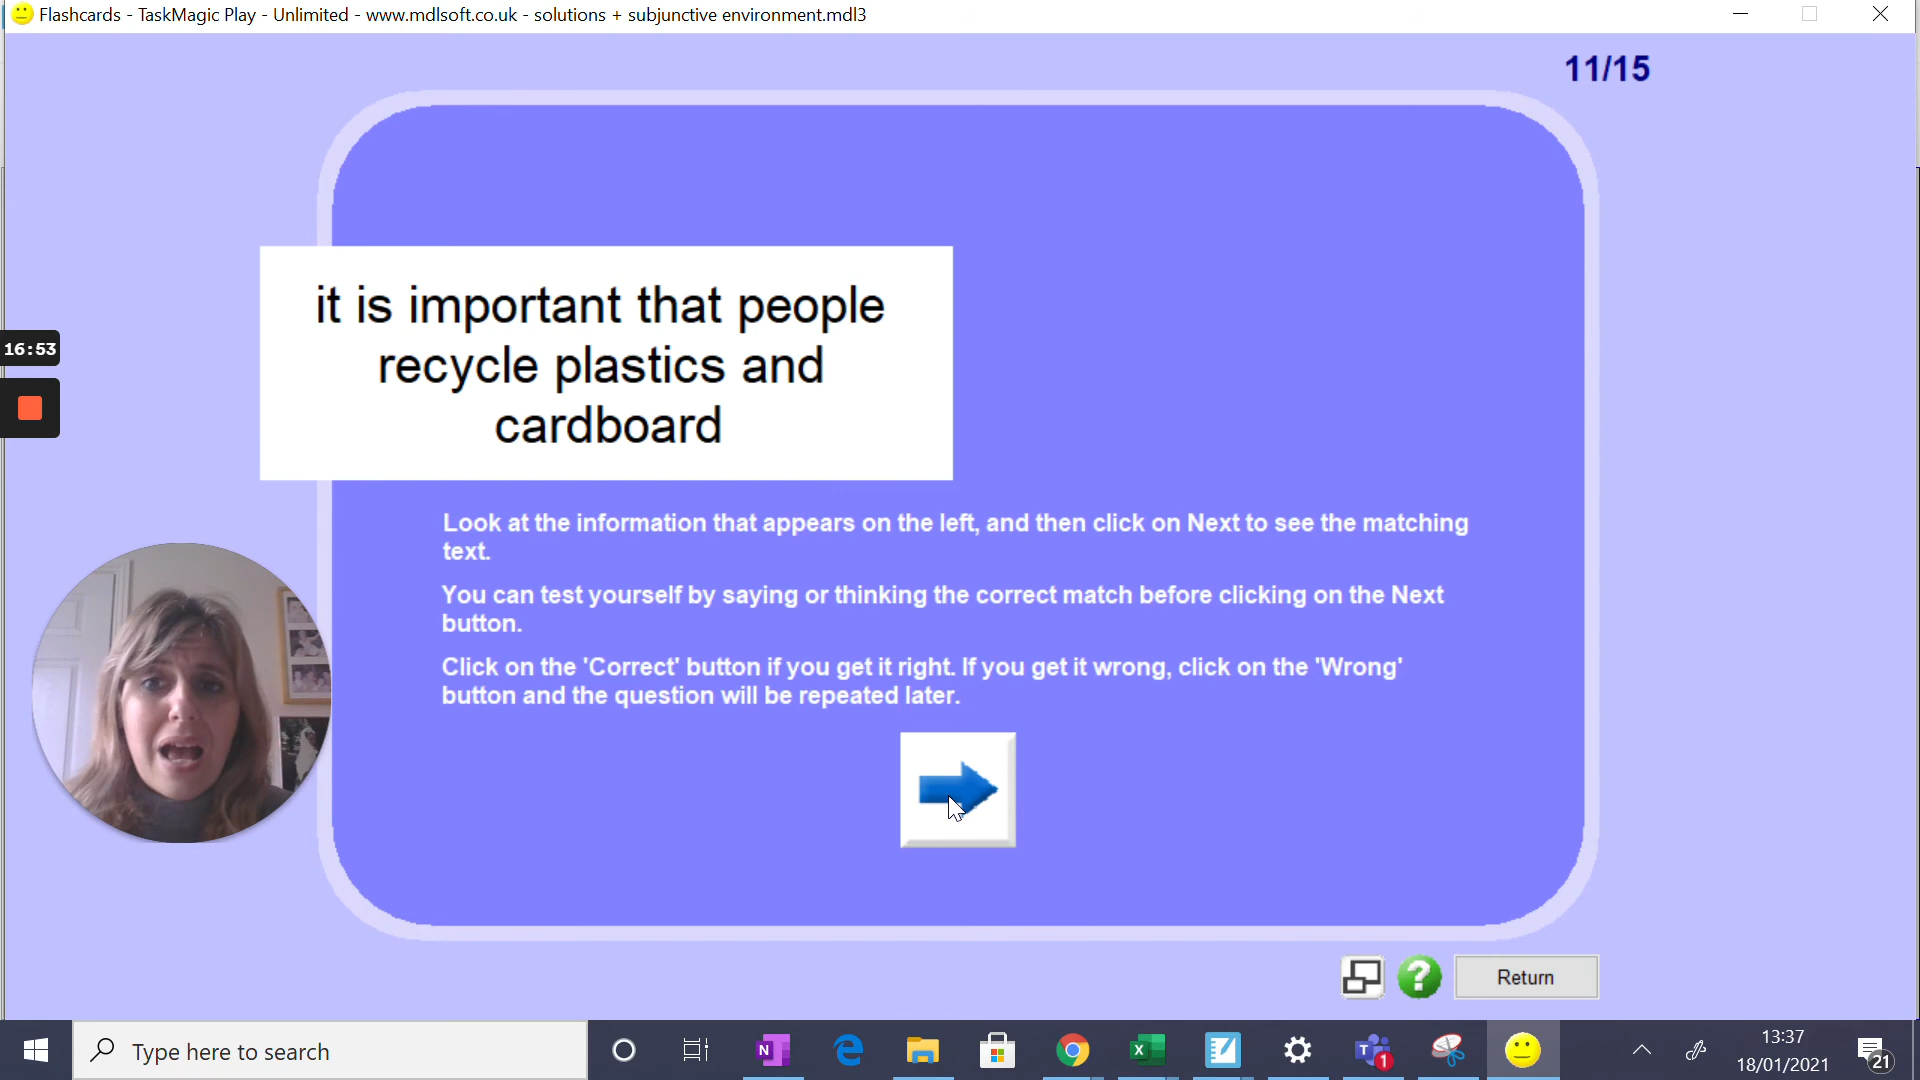 Flashcards - TaskMagic Play - Unlimited - www.mdlsoft.co.uk - solutions + subjunctive environment.mdl3
11/15
it is important that people
recycle plastics and
cardboard
16:53
Look at the information that appears on the left, and then click on Next to see the matching
text.
You can test yourself by saying or thinking the correct match before clicking on the Next
button.
Click on the 'Correct' button if you get it right. If you get it wrong, click on the 'Wrong'
button and the question will be repeated later.
?
Return
Type here to search
N
X
T
1
13:37
18/01/2021
21